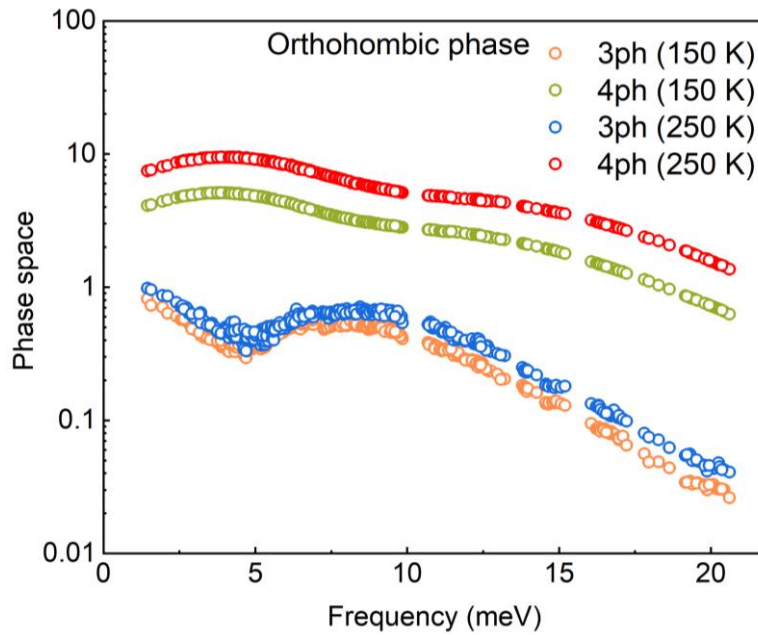 100
Orthohombic phase
3ph (150 K)
4ph (150 K)
3ph (250 K)
4ph (250 K)
10
1
0.1
0.01
Phase space
0 5 10 15 20
Frequency (meV)